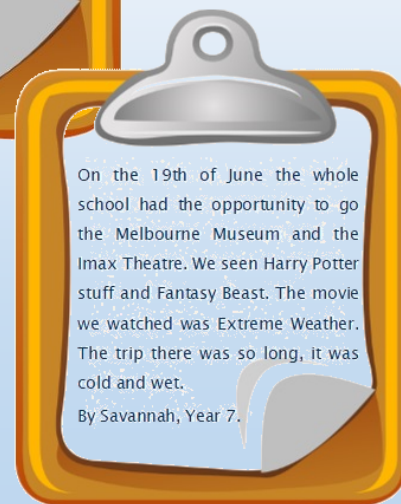 On the 19th of June the whole
school had the opportunity to go
the Melbourne Museum and the
Imax Theatre. We seen Harry Potter
stuff and Fantasy Beast. The movie
we watched was Extreme Weather.
The trip there was so long, it was
cold and wet.
By Savannah, Year 7.